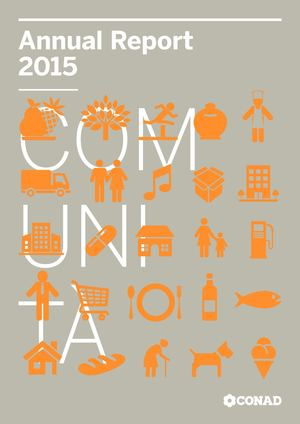 Annual Report
2015
COM
UNI
TÀ
CONAD